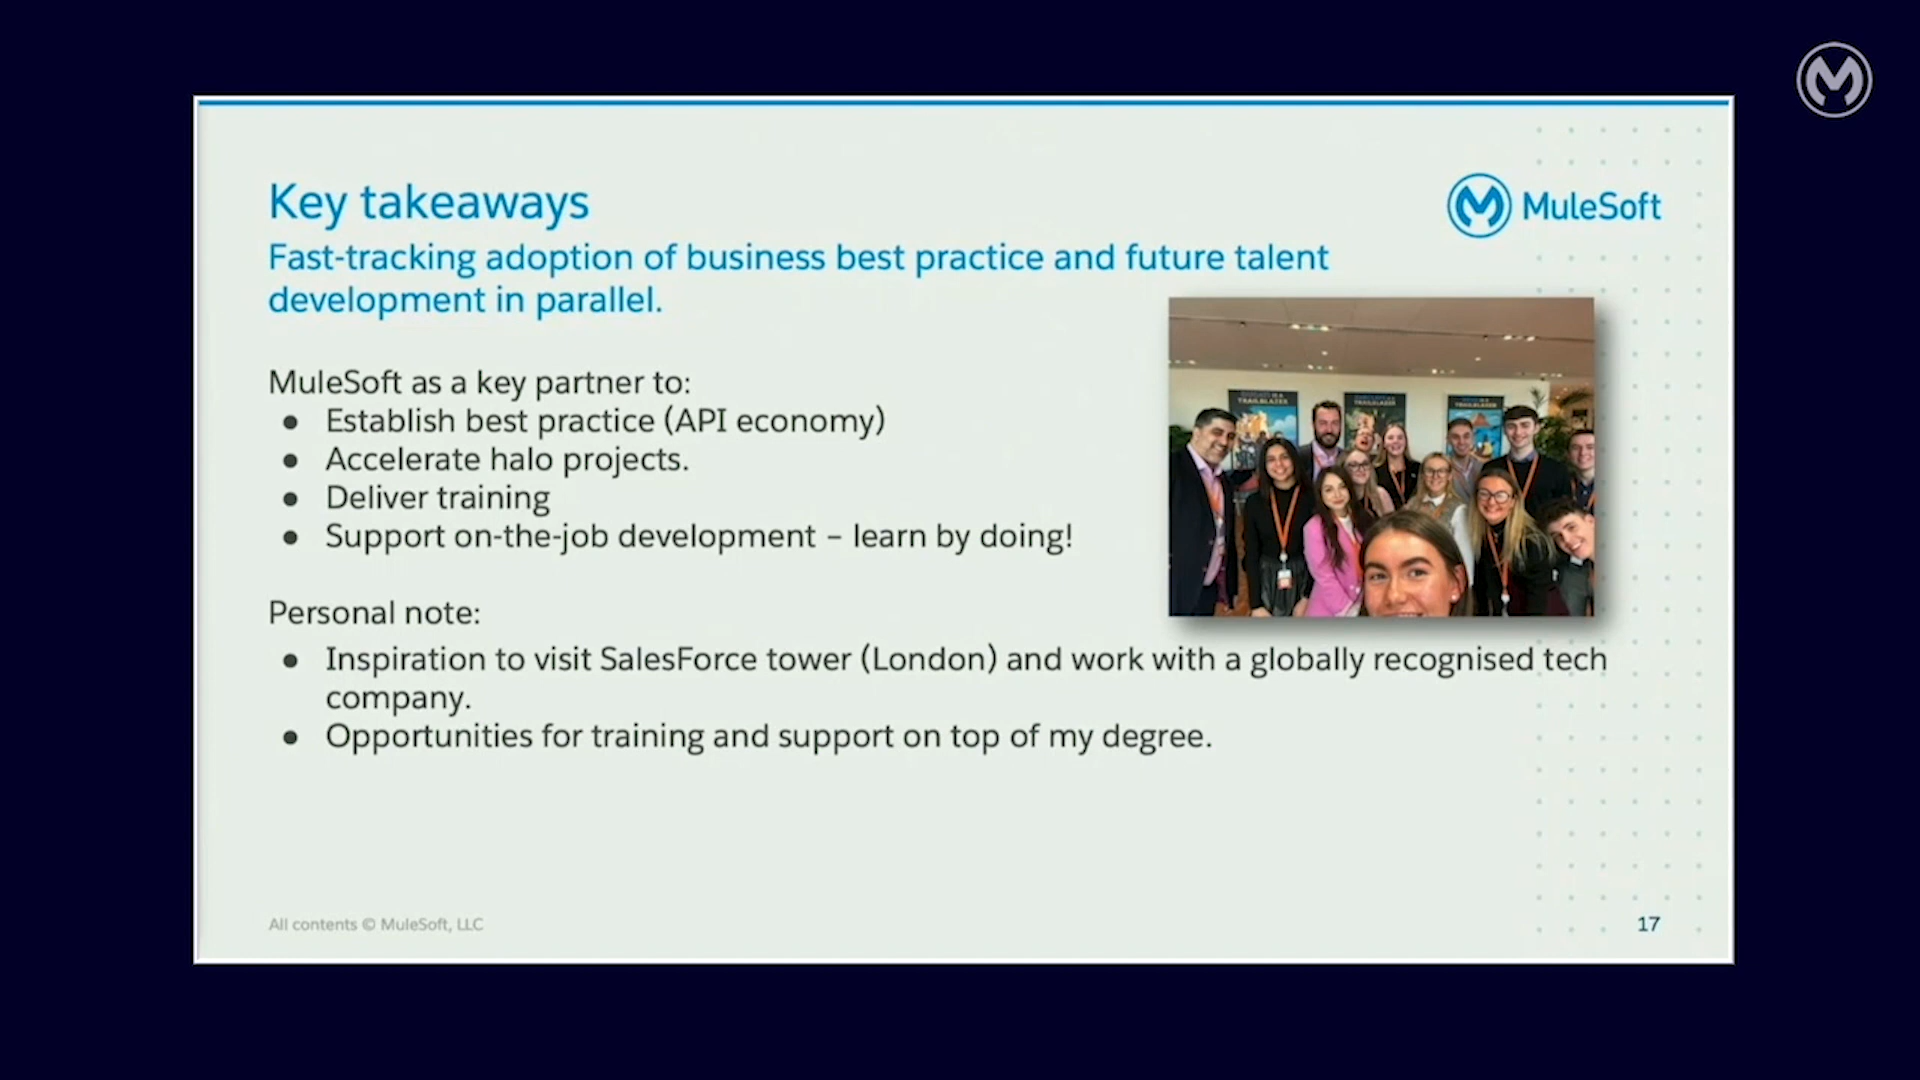 Key takeaways
MuleSoft
Fast-tracking adoption of business best practice and future talent
development in parallel.
MuleSoft as a key partner to:
● Establish best practice (API economy)
● Accelerate halo projects.
● Deliver training
● Support on-the-job development – learn by doing!
TRAILBLAZER
TRAILBLAZER
TRAILBLAZER
Personal note:
● Inspiration to visit SalesForce tower (London) and work with a globally recognised tech
company.
● Opportunities for training and support on top of my degree.
All contents © MuleSoft, LLC
17